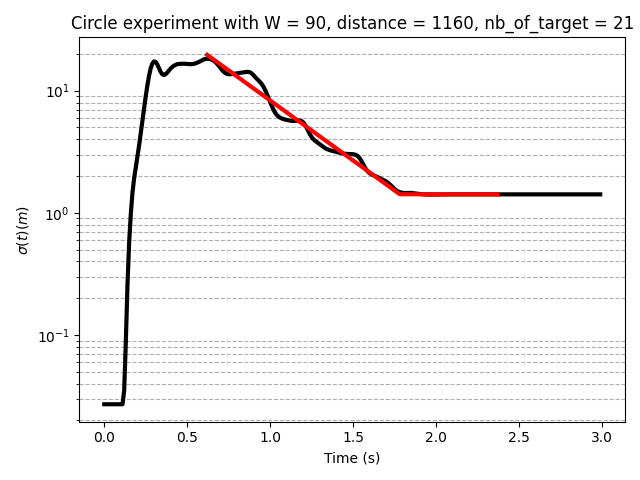 Circle experiment with W = 90, distance = 1160, nb_of_target = 21
10¹
10⁰
10⁻¹
σ(t)(m)
0.0 0.5 1.0 1.5 2.0 2.5 3.0
Time (s)